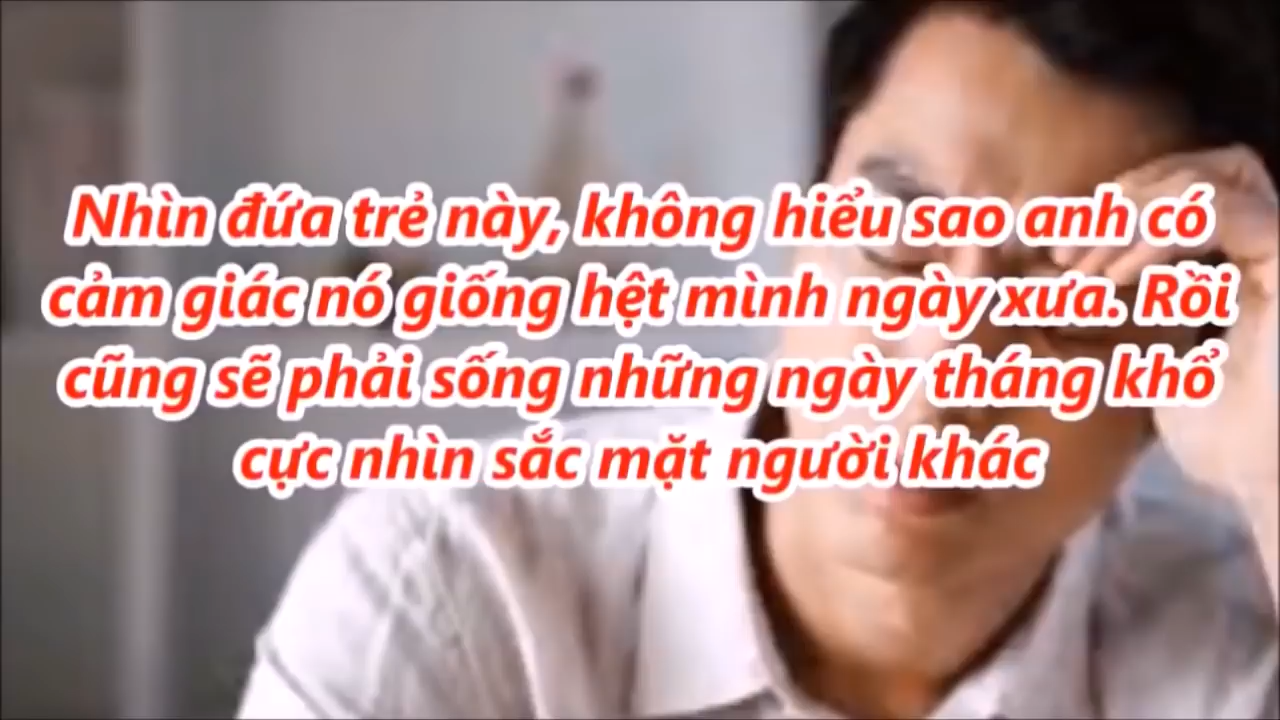 Nhìn đứa trẻ này, không hiểu sao anh có
cảm giác nó giống hệt mình ngày xưa. Rồi
cũng sẽ phải sống những ngày tháng khổ
cực nhìn sắc mặt người khác